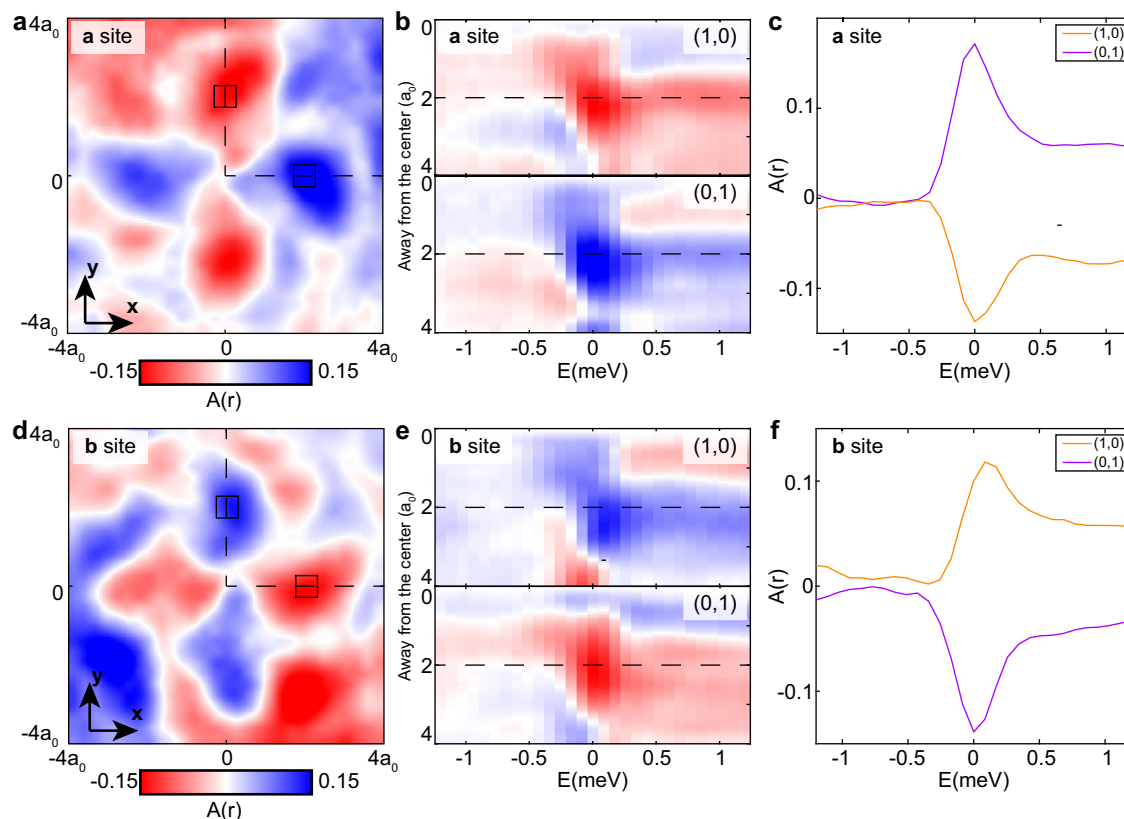 a
4a0
a site
0
-4a0
y
x
-4a0 0 4a0
-0.15 0.15
A(r)
b
a site
(1,0)
0
2
4
(0,1)
0
2
4
Away from the center (a0)
-1 -0.5 0 0.5 1
E(meV)
c
a site
(1,0)
(0,1)
0.1
0
-0.1
A(r)
-1 -0.5 0 0.5 1
E(meV)
d
4a0
b site
0
-4a0
y
x
-4a0 0 4a0
-0.15 0.15
A(r)
e
b site
(1,0)
0
2
4
(0,1)
0
2
4
Away from the center (a0)
-1 -0.5 0 0.5 1
E(meV)
f
b site
(1,0)
(0,1)
0.1
0
-0.1
A(r)
-1 -0.5 0 0.5 1
E(meV)